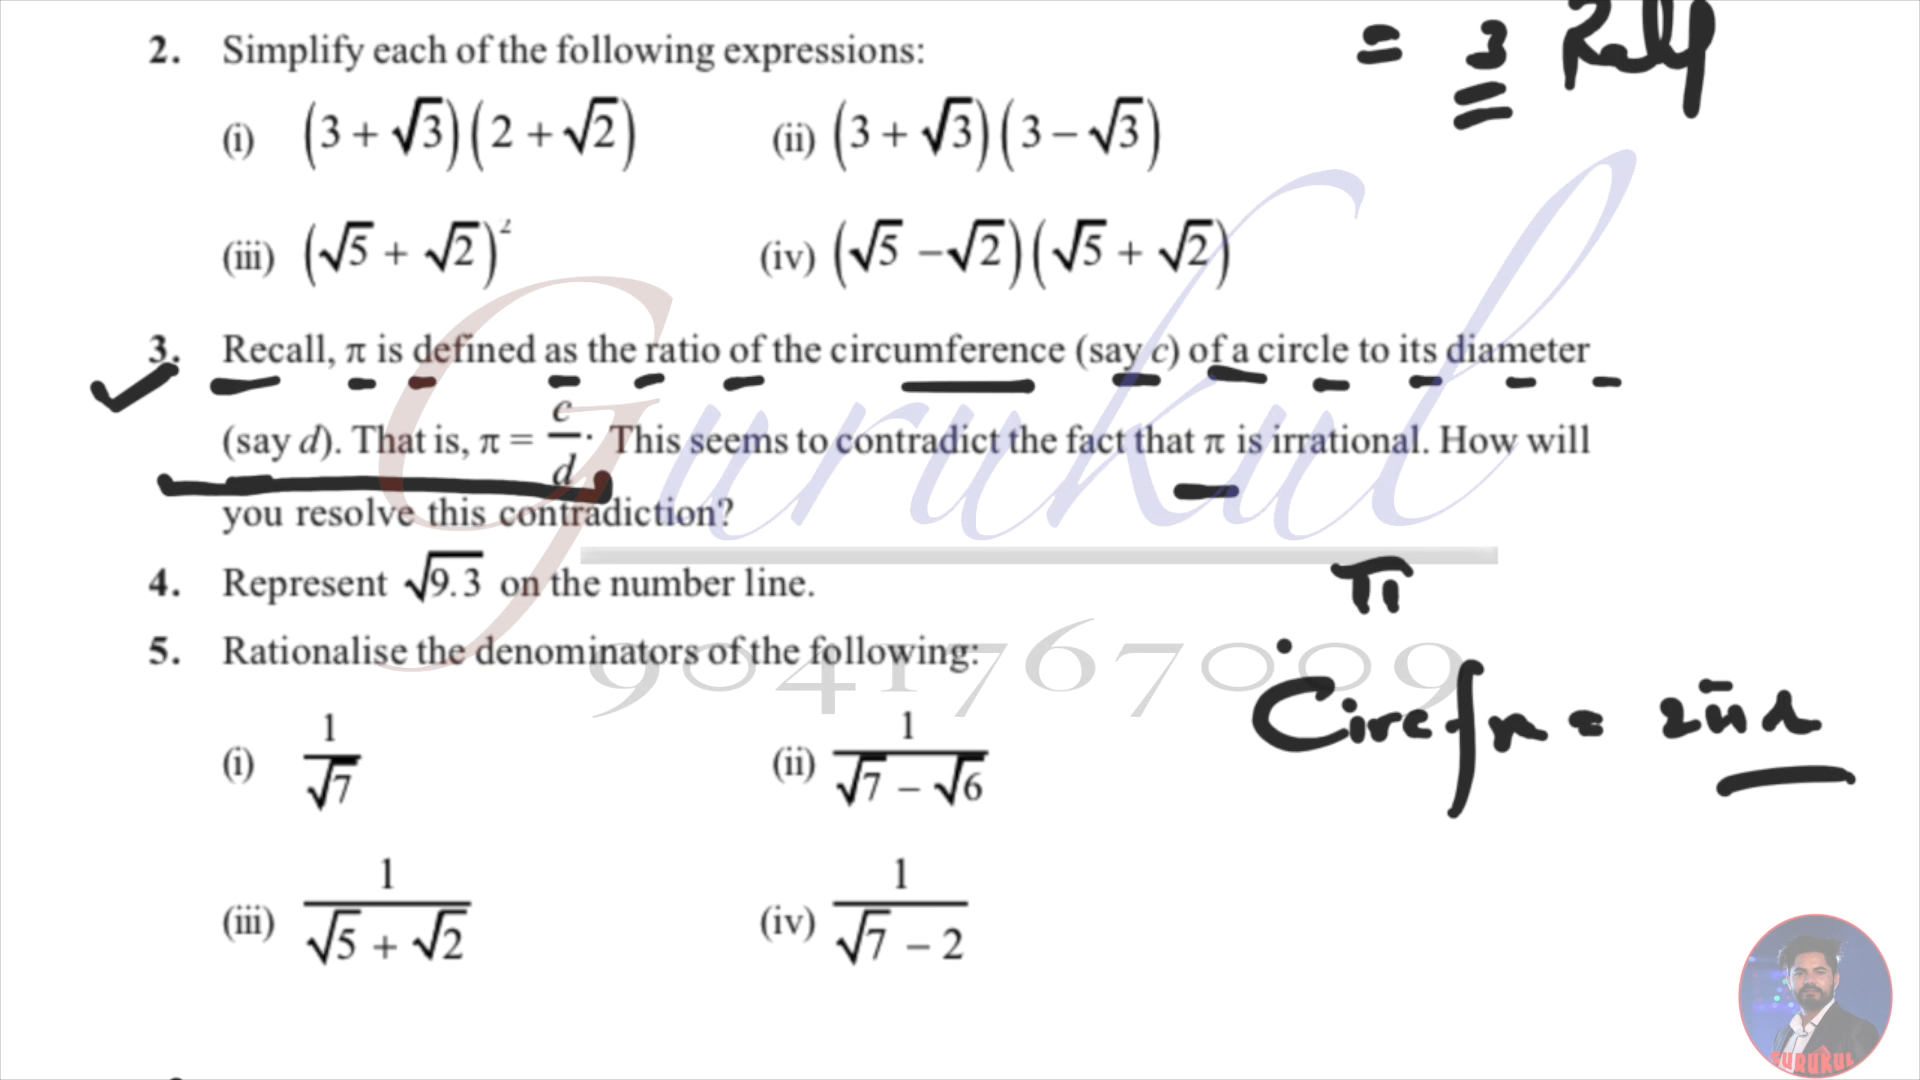 = 3 
2. Simplify each of the following expressions:
(i) (3 + √3)(2 + √2) (ii) (3 + √3)(3 − √3)
(iii) (√5 + √2)² (iv) (√5 − √2)(√5 + √2)
3. Recall, π is defined as the ratio of the circumference (say c) of a circle to its diameter
(say d). That is, π = c/d. This seems to contradict the fact that π is irrational. How will
you resolve this contradiction?
4. Represent √9.3 on the number line.
5. Rationalise the denominators of the following:
(i) 1/√7 (ii) 1/(√7 − √6)
(iii) 1/(√5 + √2) (iv) 1/(√7 − 2)
π
= 2πr
Gurukul
9041767009
GURUKUL